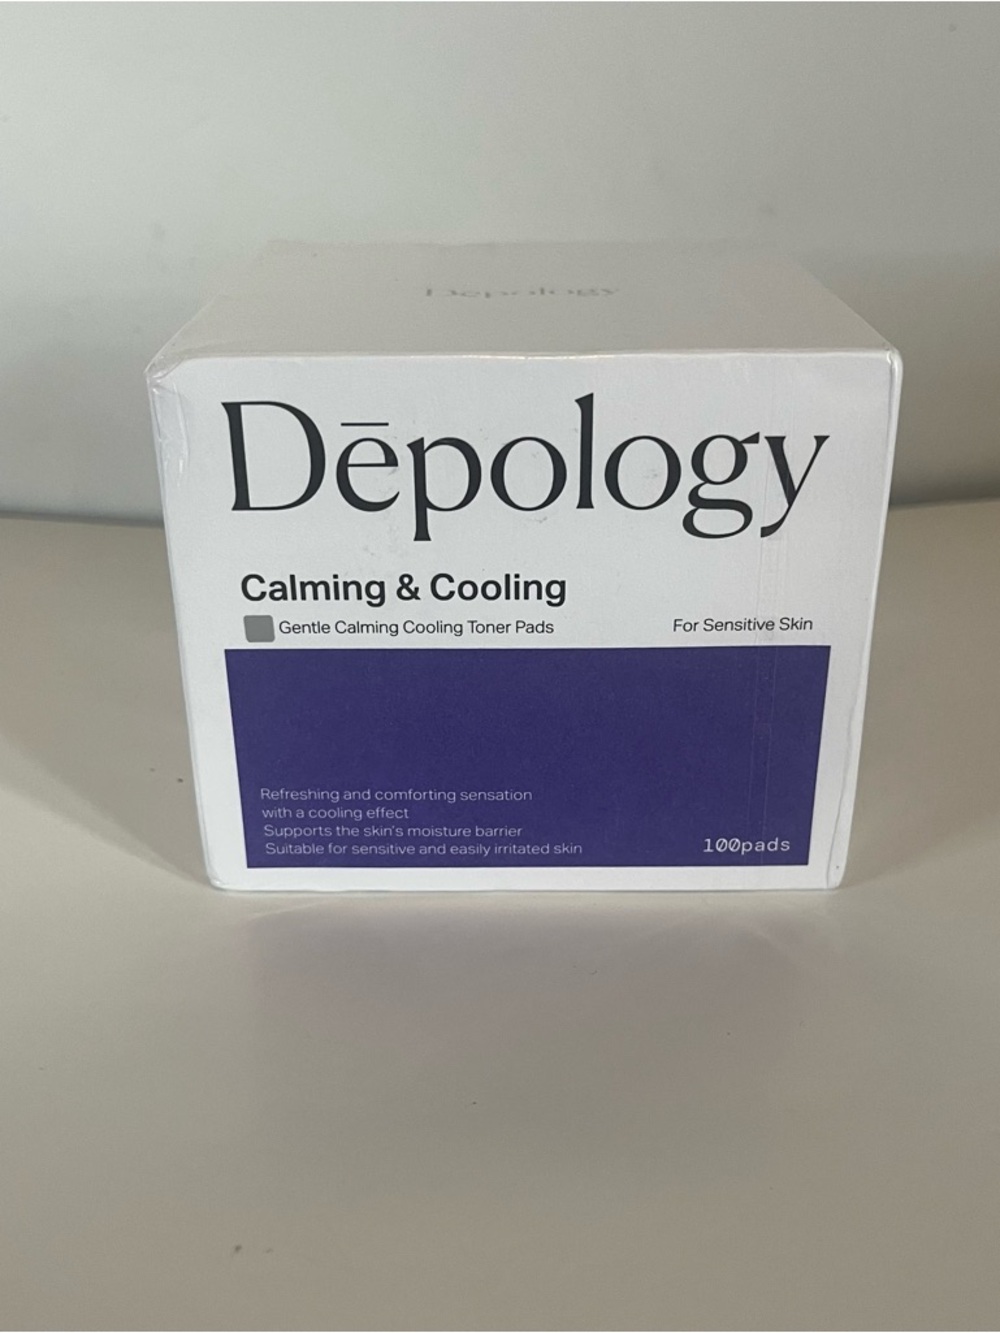 Dēpology
Dēpology
Calming & Cooling
Gentle Calming Cooling Toner Pads
For Sensitive Skin
Refreshing and comforting sensation
with a cooling effect
Supports the skin's moisture barrier
Suitable for sensitive and easily irritated skin
100pads